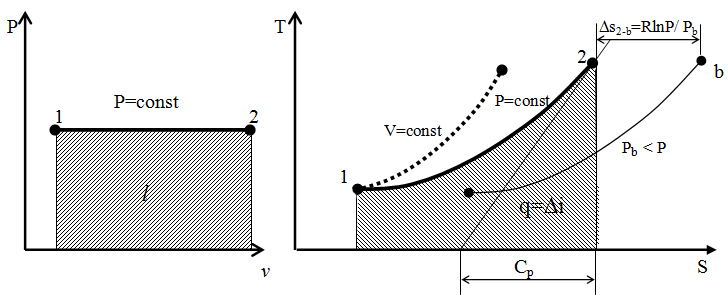 P
P=const
1
2
l
v
T
Δs2-b=RlnP/ Pb
2
b
P=const
V=const
Pb < P
1
q=Δi
Cp
S